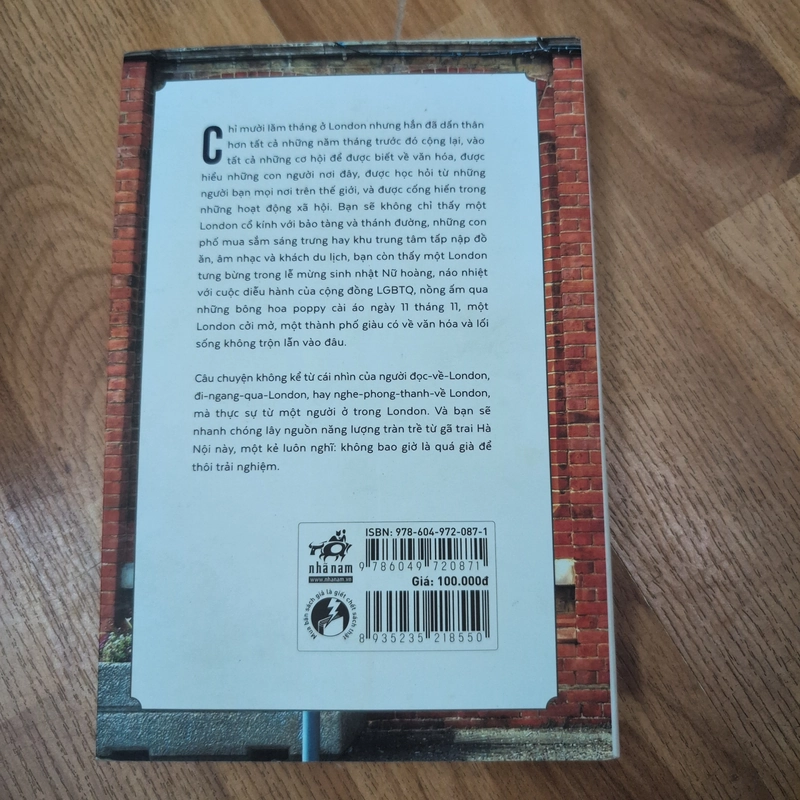 Chỉ mười lăm tháng ở London nhưng hắn đã dấn thân
hơn tất cả những năm tháng trước đó cộng lại, vào
tất cả những cơ hội để được biết về văn hóa, được
hiểu những con người nơi đây, được học hỏi từ những
người bạn mọi nơi trên thế giới, và được cống hiến trong
những hoạt động xã hội. Bạn sẽ không chỉ thấy một
London cổ kính với bảo tàng và thánh đường, những con
phố mua sắm sáng trưng hay khu trung tâm tấp nập đồ
ăn, âm nhạc và khách du lịch, bạn còn thấy một London
tưng bừng trong lễ mừng sinh nhật Nữ hoàng, náo nhiệt
với cuộc diễu hành của cộng đồng LGBTQ, nồng ấm qua
những bông hoa poppy cài áo ngày 11 tháng 11, một
London cởi mở, một thành phố giàu có về văn hóa và lối
sống không trộn lẫn vào đâu.
Câu chuyện không kể từ cái nhìn của người đọc-về-London,
đi-ngang-qua-London, hay nghe-phong-thanh-về London,
mà thực sự từ một người ở trong London. Và bạn sẽ
nhanh chóng lây nguồn năng lượng tràn trề từ gã trai Hà
Nội này, một kẻ luôn nghĩ: không bao giờ là quá già để
thôi trải nghiệm.
ISBN: 978-604-972-087-1
nhã nam
www.nhanam.vn
9 786049 720871
Giá: 100.000đ
Mua bán sách giả là giết chết sách thật
8 935235 218550